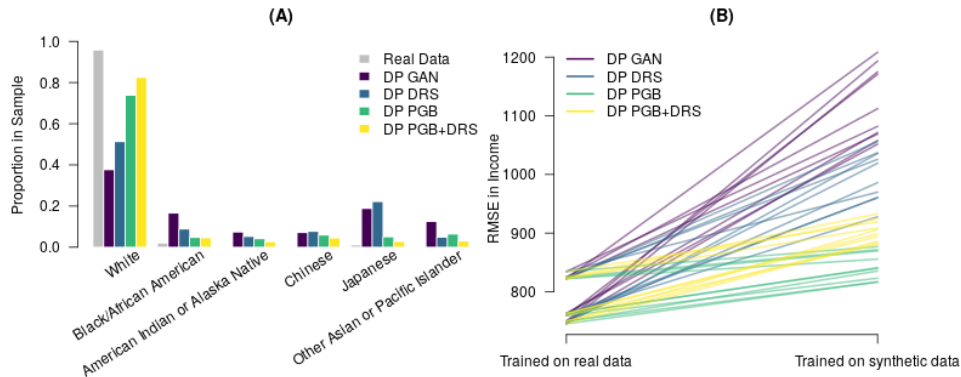 (A)
Proportion in Sample
1.0
0.8
0.6
0.4
0.2
0.0
Real Data
DP GAN
DP DRS
DP PGB
DP PGB+DRS
White
Black/African American
American Indian or Alaska Native
Chinese
Japanese
Other Asian or Pacific Islander
(B)
RMSE in Income
1200
1100
1000
900
800
DP GAN
DP DRS
DP PGB
DP PGB+DRS
Trained on real data
Trained on synthetic data